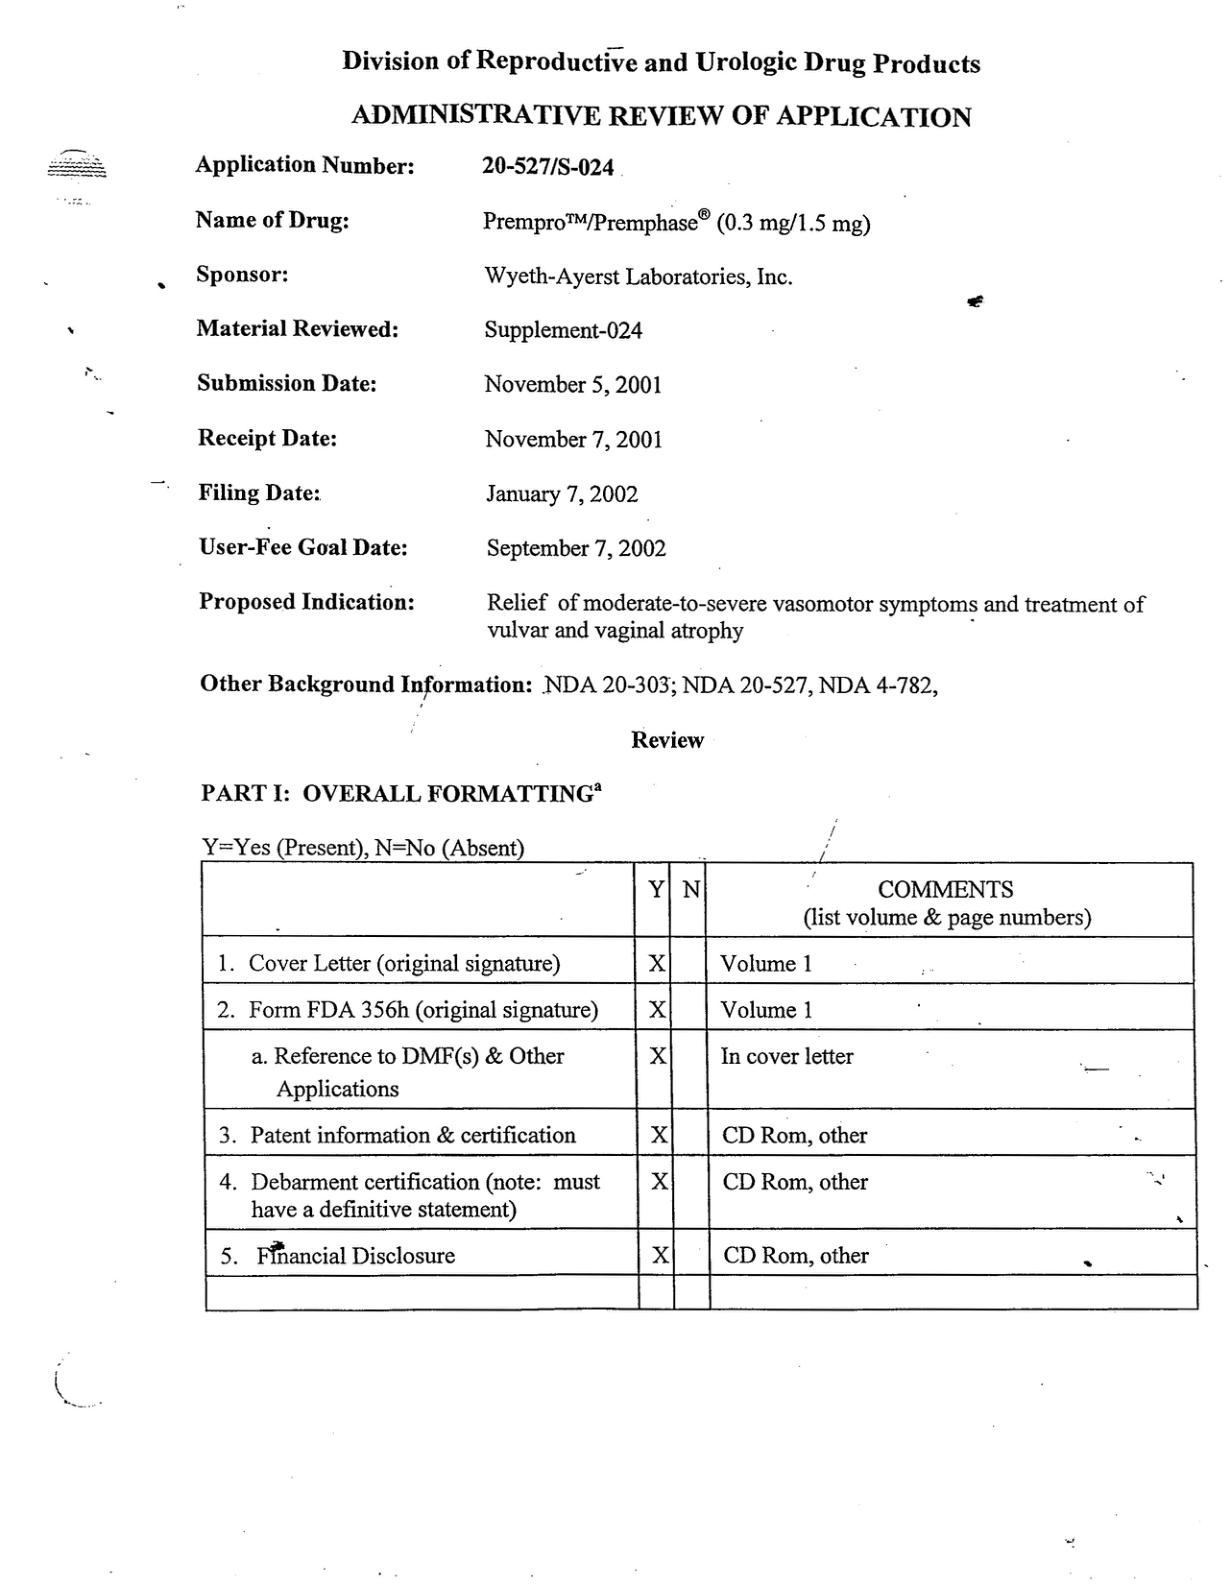 Division of Reproductive and Urologic Drug Products
ADMINISTRATIVE REVIEW OF APPLICATION
Application Number: 20-527/S-024
Name of Drug: Prempro™/Premphase® (0.3 mg/1.5 mg)
Sponsor: Wyeth-Ayerst Laboratories, Inc.
Material Reviewed: Supplement-024
Submission Date: November 5, 2001
Receipt Date: November 7, 2001
Filing Date: January 7, 2002
User-Fee Goal Date: September 7, 2002
Proposed Indication: Relief of moderate-to-severe vasomotor symptoms and treatment of
vulvar and vaginal atrophy
Other Background Information: NDA 20-303; NDA 20-527, NDA 4-782,
Review
PART I: OVERALL FORMATTINGª
Y=Yes (Present), N=No (Absent)
Y N COMMENTS
(list volume & page numbers)
1. Cover Letter (original signature) X Volume 1
2. Form FDA 356h (original signature) X Volume 1
a. Reference to DMF(s) & Other X In cover letter
Applications
3. Patent information & certification X CD Rom, other
4. Debarment certification (note: must X CD Rom, other
have a definitive statement)
5. Financial Disclosure X CD Rom, other